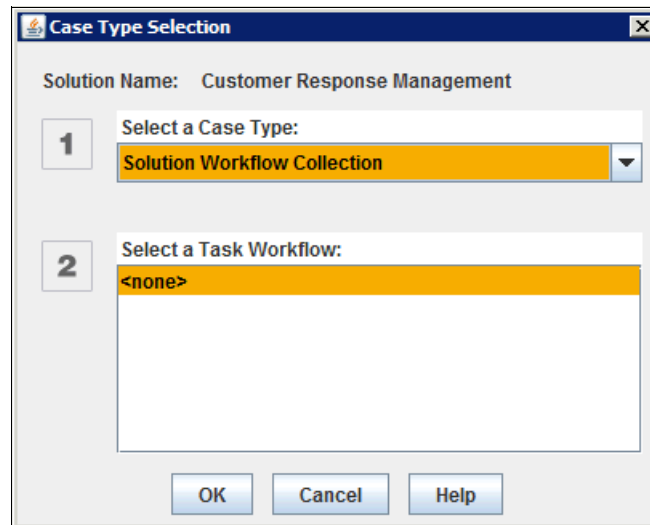 Case Type Selection
Solution Name: Customer Response Management
1
Select a Case Type:
Solution Workflow Collection
2
Select a Task Workflow:
<none>
OK Cancel Help